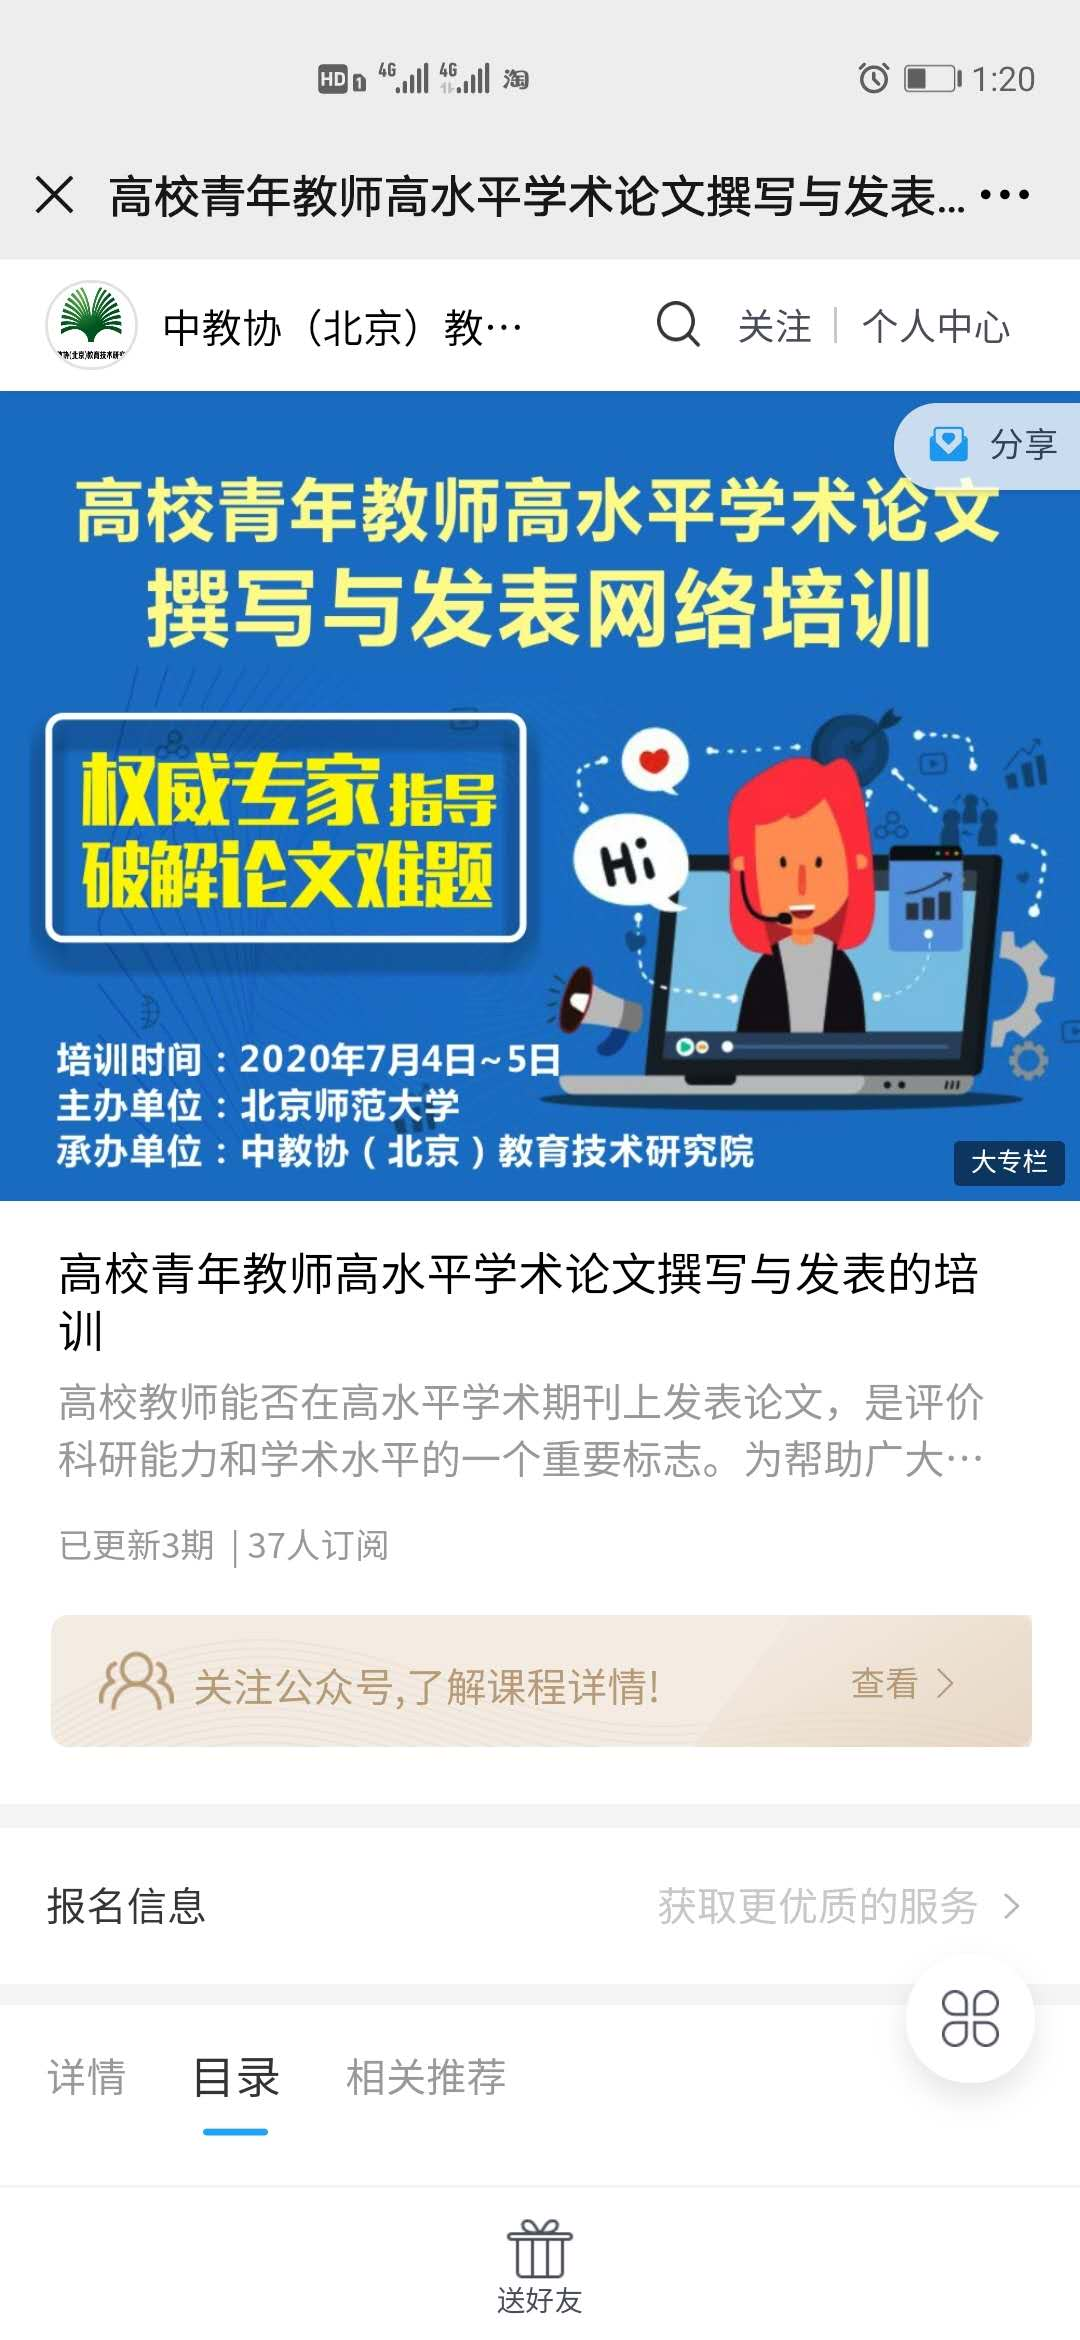 HD 1 4G 4G 淘 1:20
高校青年教师高水平学术论文撰写与发表...
中教协（北京）教… 关注 个人中心
分享
高校青年教师高水平学术论文
撰写与发表网络培训
权威专家指导
破解论文难题
Hi
培训时间：2020年7月4日~5日
主办单位：北京师范大学
承办单位：中教协（北京）教育技术研究院
大专栏
高校青年教师高水平学术论文撰写与发表的培
训
高校教师能否在高水平学术期刊上发表论文，是评价
科研能力和学术水平的一个重要标志。为帮助广大…
已更新3期 | 37人订阅
关注公众号,了解课程详情! 查看
报名信息 获取更优质的服务
详情 目录 相关推荐
送好友